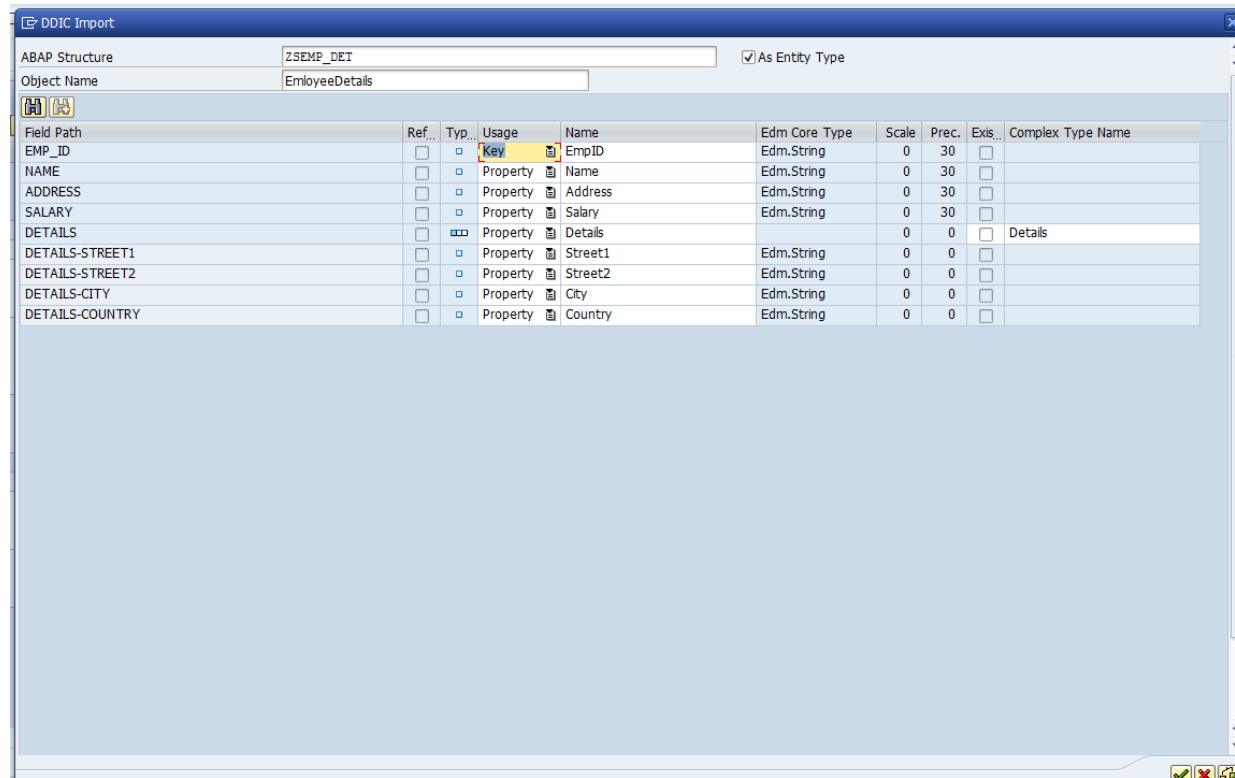 DDIC Import
ABAP Structure ZSEMP_DET As Entity Type
Object Name EmloyeeDetails
Field Path Ref... Typ... Usage Name Edm Core Type Scale Prec. Exis... Complex Type Name
EMP_ID Key EmpID Edm.String 0 30
NAME Property Name Edm.String 0 30
ADDRESS Property Address Edm.String 0 30
SALARY Property Salary Edm.String 0 30
DETAILS Property Details 0 0 Details
DETAILS-STREET1 Property Street1 Edm.String 0 0
DETAILS-STREET2 Property Street2 Edm.String 0 0
DETAILS-CITY Property City Edm.String 0 0
DETAILS-COUNTRY Property Country Edm.String 0 0